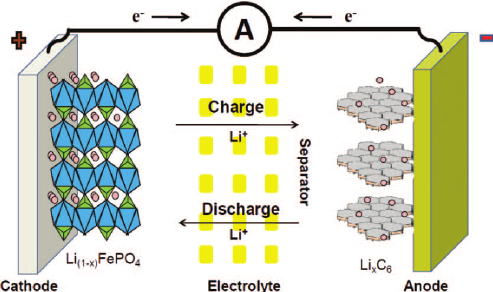 e⁻ → A ← e⁻
+
−
Charge
Li⁺
Separator
Discharge
Li⁺
Li₍₁₋ₓ₎FePO₄
LiₓC₆
Cathode Electrolyte Anode